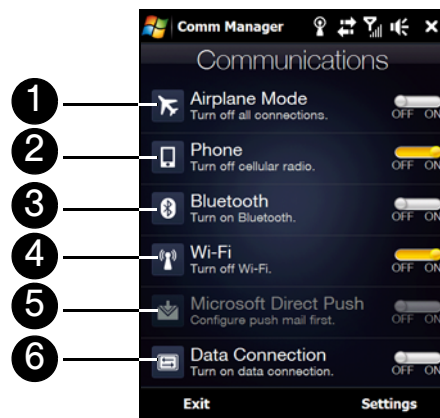 Comm Manager
Communications
1 Airplane Mode
Turn off all connections.
OFF ON
2 Phone
Turn off cellular radio.
OFF ON
3 Bluetooth
Turn on Bluetooth.
OFF ON
4 Wi-Fi
Turn off Wi-Fi.
OFF ON
5 Microsoft Direct Push
Configure push mail first.
OFF ON
6 Data Connection
Turn on data connection.
OFF ON
Exit Settings